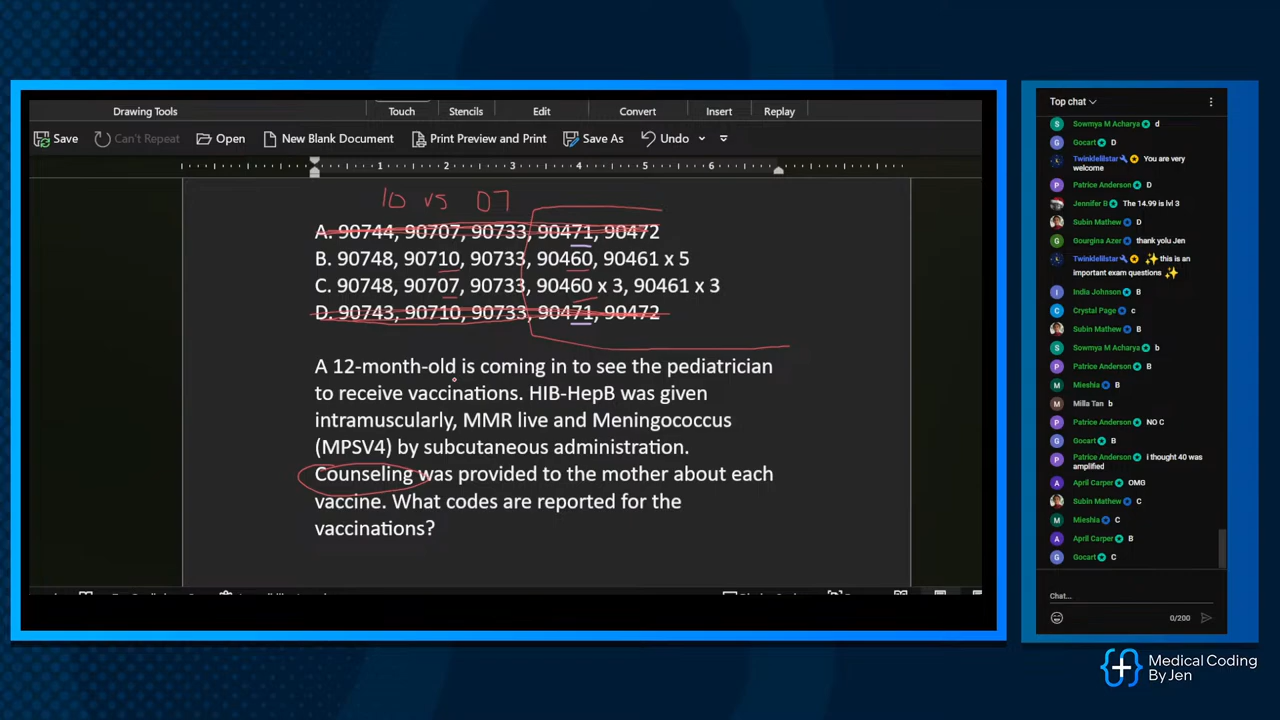 Drawing Tools
Touch
Stencils
Edit
Convert
Insert
Replay
Save
Can't Repeat
Open
New Blank Document
Print Preview and Print
Save As
Undo
1 2 3 4 5 6
10 vs 07
A. 90744, 90707, 90733, 90471, 90472
B. 90748, 90710, 90733, 90460, 90461 x 5
C. 90748, 90707, 90733, 90460 x 3, 90461 x 3
D. 90743, 90710, 90733, 90471, 90472
A 12-month-old is coming in to see the pediatrician
to receive vaccinations. HIB-HepB was given
intramuscularly, MMR live and Meningococcus
(MPSV4) by subcutaneous administration.
Counseling was provided to the mother about each
vaccine. What codes are reported for the
vaccinations?
Top chat
S Sowmya M Acharya d
G Gocart D
Twinklelilstar You are very
welcome
P Patrice Anderson D
Jennifer B The 14.99 is lvl 3
Subin Mathew D
G Gourgina Azer thank yolu Jen
Twinklelilstar this is an
important exam questions
I India Johnson B
C Crystal Page c
Subin Mathew B
S Sowmya M Acharya b
P Patrice Anderson B
M Mieshia B
M Milla Tan b
P Patrice Anderson NO C
G Gocart B
P Patrice Anderson i thought 40 was
amplified
A April Carper OMG
Subin Mathew C
M Mieshia C
A April Carper B
G Gocart C
Chat...
0/200
Medical Coding
By Jen